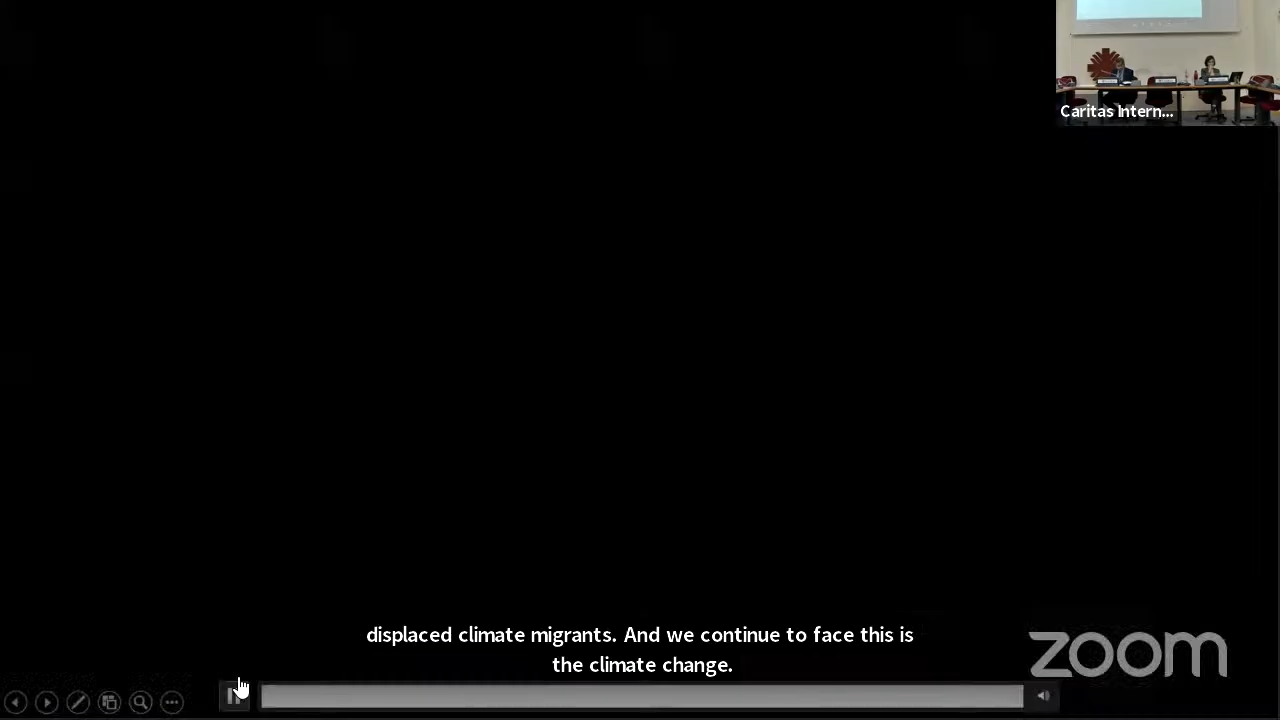 Caritas Intern...
displaced climate migrants. And we continue to face this is
the climate change.
zoom